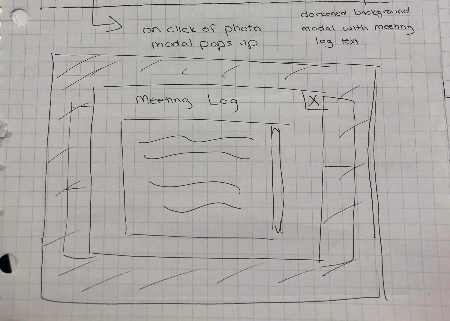 on click of photo
modal pops up
darkened background
modal with meeting
log text
Meeting Log
X